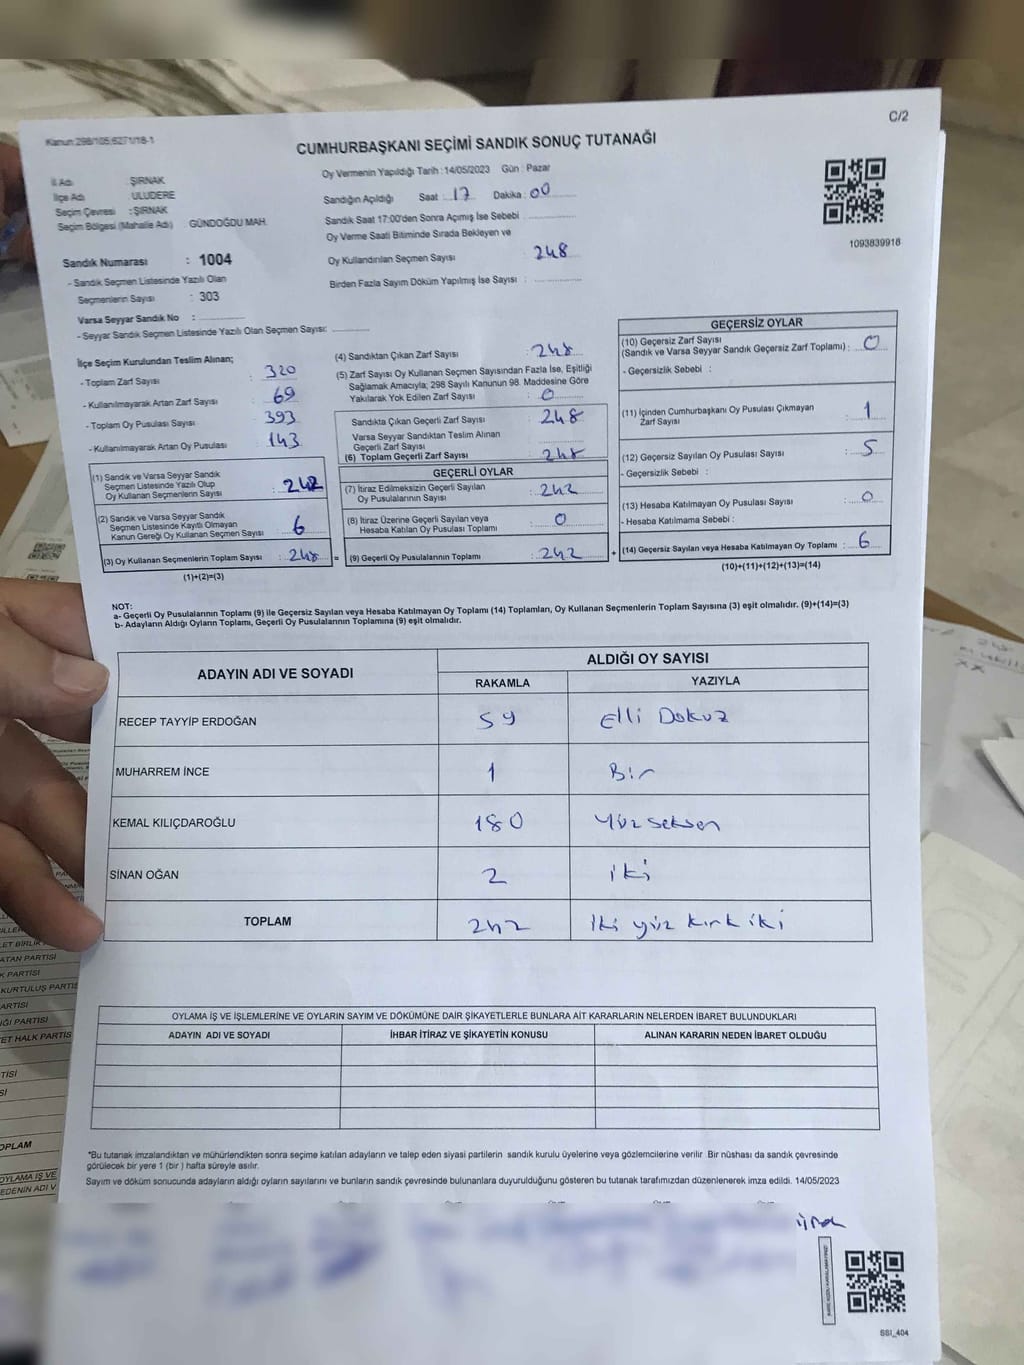 Kanun 298/105,6271/18-1
C/2
CUMHURBAŞKANI SEÇİMİ SANDIK SONUÇ TUTANAĞI
Oy Vermenin Yapıldığı Tarih :14/05/2023 Gün : Pazar
İl Adı : ŞIRNAK
İlçe Adı : ULUDERE
Seçim Çevresi : ŞIRNAK
Seçim Bölgesi (Mahalle Adı) : GÜNDOĞDU MAH.
Sandık Numarası : 1004
- Sandık Seçmen Listesinde Yazılı Olan
Seçmenlerin Sayısı : 303
Varsa Seyyar Sandık No :
- Seyyar Sandık Seçmen Listesinde Yazılı Olan Seçmen Sayısı:
Sandığın Açıldığı Saat : 17 Dakika : 00
Sandık Saat 17:00'den Sonra Açımış İse Sebebi
Oy Verme Saati Bitiminde Sırada Bekleyen ve
Oy Kullandırılan Seçmen Sayısı : 248
Birden Fazla Sayım Döküm Yapılmış İse Sayısı :
1093839918
İlçe Seçim Kurulundan Teslim Alınan;
- Toplam Zarf Sayısı : 320
- Kullanılmayarak Artan Zarf Sayısı : 69
- Toplam Oy Pusulası Sayısı : 393
- Kullanılmayarak Artan Oy Pusulası : 143
(1) Sandık ve Varsa Seyyar Sandık
Seçmen Listesinde Yazılı Olup
Oy Kullanan Seçmenlerin Sayısı : 242
(2) Sandık ve Varsa Seyyar Sandık
Seçmen Listesinde Kayıtlı Olmayan
Kanun Gereği Oy Kullanan Seçmen Sayısı : 6
(3) Oy Kullanan Seçmenlerin Toplam Sayısı : 248 =
(1)+(2)=(3)
(4) Sandıktan Çıkan Zarf Sayısı : 248
(5) Zarf Sayısı Oy Kullanan Seçmen Sayısından Fazla İse, Eşitliği
Sağlamak Amacıyla; 298 Sayılı Kanunun 98. Maddesine Göre
Yakılarak Yok Edilen Zarf Sayısı : 0
Sandıkta Çıkan Geçerli Zarf Sayısı : 248
Varsa Seyyar Sandıktan Teslim Alınan
Geçerli Zarf Sayısı :
(6) Toplam Geçerli Zarf Sayısı : 248
GEÇERLİ OYLAR
(7) İtiraz Edilmeksizin Geçerli Sayılan
Oy Pusulalarının Sayısı : 242
(8) İtiraz Üzerine Geçerli Sayılan veya
Hesaba Katılan Oy Pusulası Toplamı : 0
(9) Geçerli Oy Pusulalarının Toplamı : 242 +
GEÇERSİZ OYLAR
(10) Geçersiz Zarf Sayısı
(Sandık ve Varsa Seyyar Sandık Geçersiz Zarf Toplamı) : 0
- Geçersizlik Sebebi :
(11) İçinden Cumhurbaşkanı Oy Pusulası Çıkmayan
Zarf Sayısı : 1
(12) Geçersiz Sayılan Oy Pusulası Sayısı : 5
- Geçersizlik Sebebi :
(13) Hesaba Katılmayan Oy Pusulası Sayısı : 0
- Hesaba Katılmama Sebebi :
(14) Geçersiz Sayılan veya Hesaba Katılmayan Oy Toplamı : 6
(10)+(11)+(12)+(13)=(14)
NOT:
a- Geçerli Oy Pusulalarının Toplamı (9) ile Geçersiz Sayılan veya Hesaba Katılmayan Oy Toplamı (14) Toplamları, Oy Kullanan Seçmenlerin Toplam Sayısına (3) eşit olmalıdır. (9)+(14)=(3)
b- Adayların Aldığı Oyların Toplamı, Geçerli Oy Pusulalarının Toplamına (9) eşit olmalıdır.
ADAYIN ADI VE SOYADI ALDIĞI OY SAYISI
RAKAMLA YAZIYLA
RECEP TAYYİP ERDOĞAN 59 Elli Dokuz
MUHARREM İNCE 1 Bir
KEMAL KILIÇDAROĞLU 180 Yüz seksen
SİNAN OĞAN 2 iki
TOPLAM 242 iki yüz kırk iki
OYLAMA İŞ VE İŞLEMLERİNE VE OYLARIN SAYIM VE DÖKÜMÜNE DAİR ŞİKAYETLERLE BUNLARA AİT KARARLARIN NELERDEN İBARET BULUNDUKLARI
ADAYIN ADI VE SOYADI İHBAR İTİRAZ VE ŞİKAYETİN KONUSU ALINAN KARARIN NEDEN İBARET OLDUĞU
*Bu tutanak imzalandıktan ve mühürlendikten sonra seçime katılan adayların ve talep eden siyasi partilerin sandık kurulu üyelerine veya gözlemcilerine verilir. Bir nüshası da sandık çevresinde
görülecek bir yere 1 (bir ) hafta süreyle asılır.
Sayım ve döküm sonucunda adayların aldığı oyların sayılarını ve bunların sandık çevresinde bulunanlara duyurulduğunu gösteren bu tutanak tarafımızdan düzenlenerek imza edildi. 14/05/2023
SSI_404